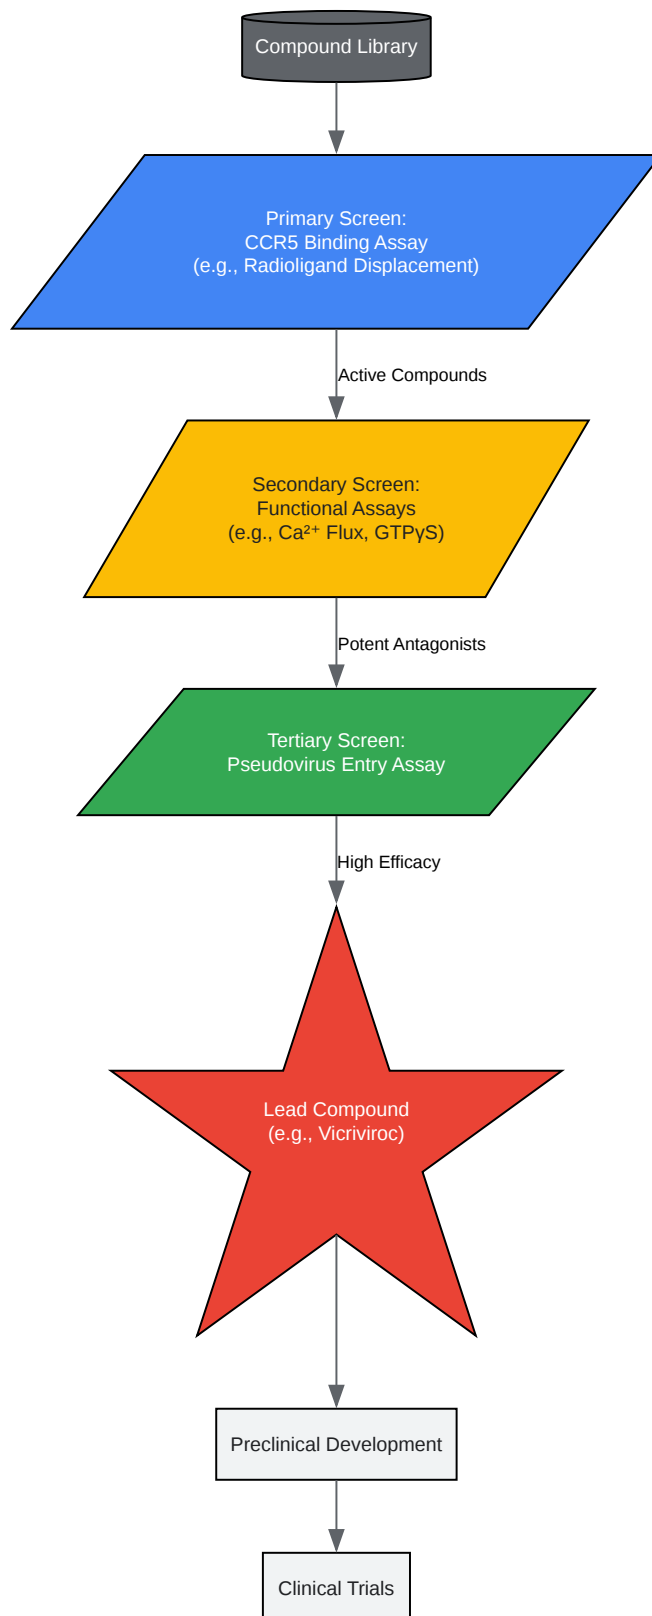 Compound Library
Primary Screen:
CCR5 Binding Assay
(e.g., Radioligand Displacement)
Active Compounds
Secondary Screen:
Functional Assays
(e.g., Ca²⁺ Flux, GTPγS)
Potent Antagonists
Tertiary Screen:
Pseudovirus Entry Assay
High Efficacy
Lead Compound
(e.g., Vicriviroc)
Preclinical Development
Clinical Trials